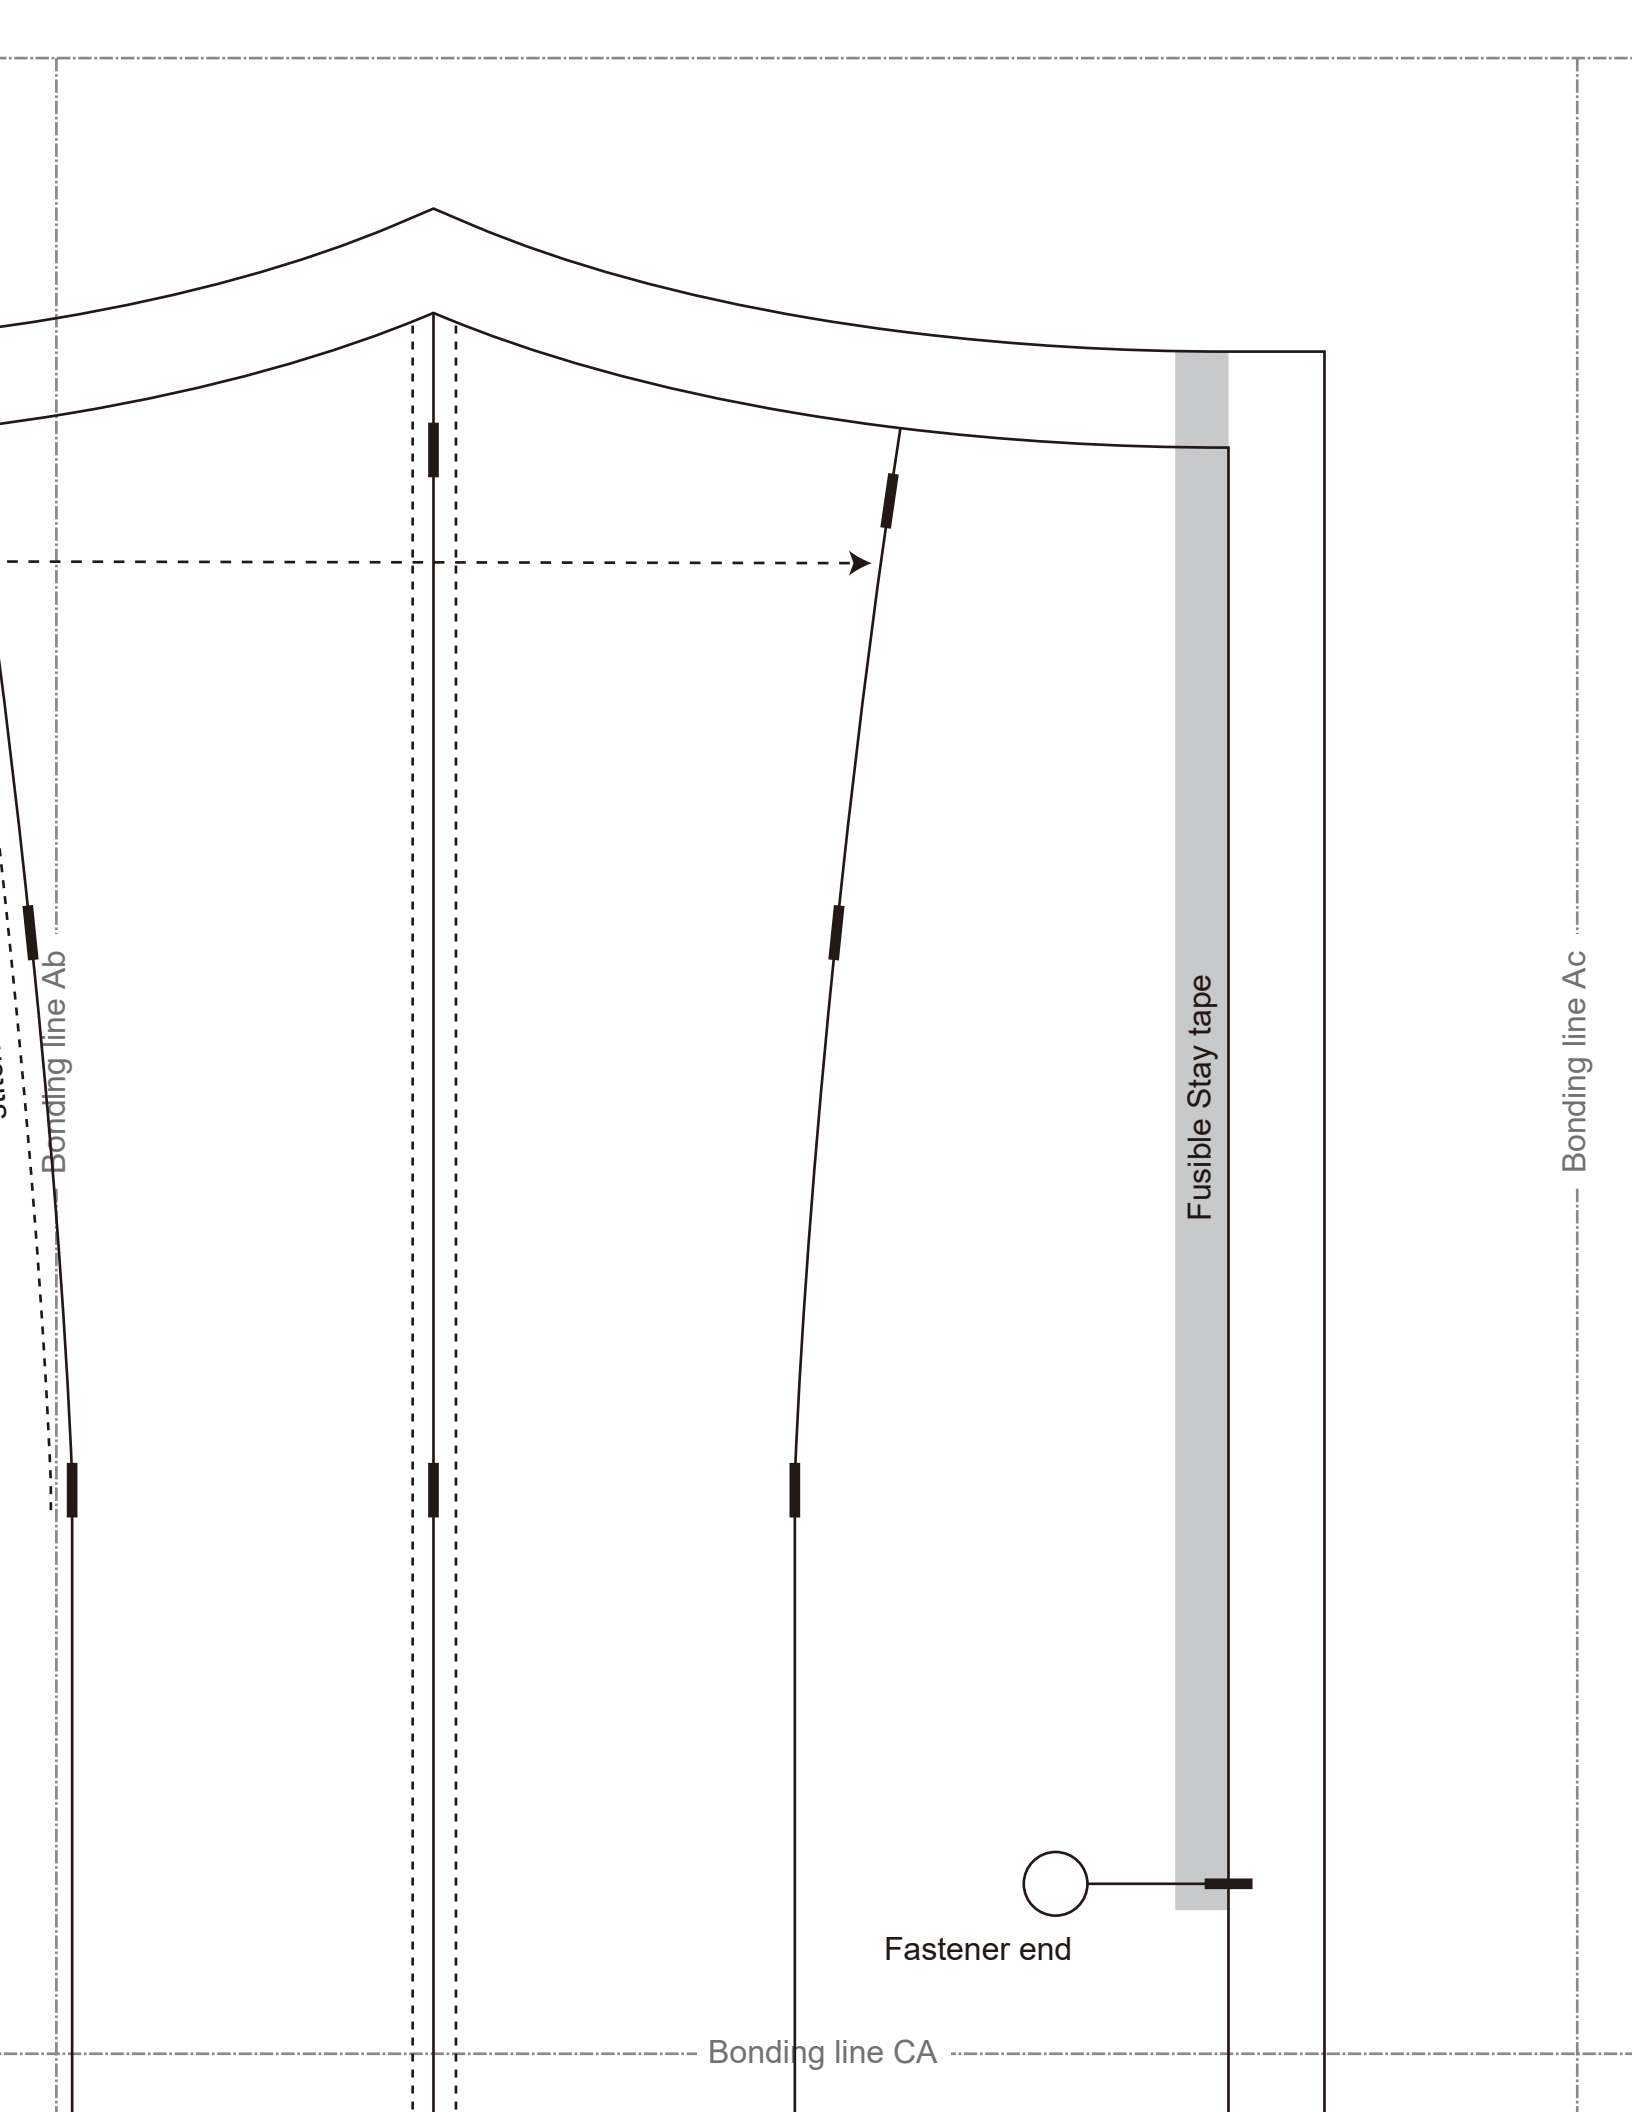 Bonding line Ab
Fusible Stay tape
Bonding line Ac
Fastener end
Bonding line CA